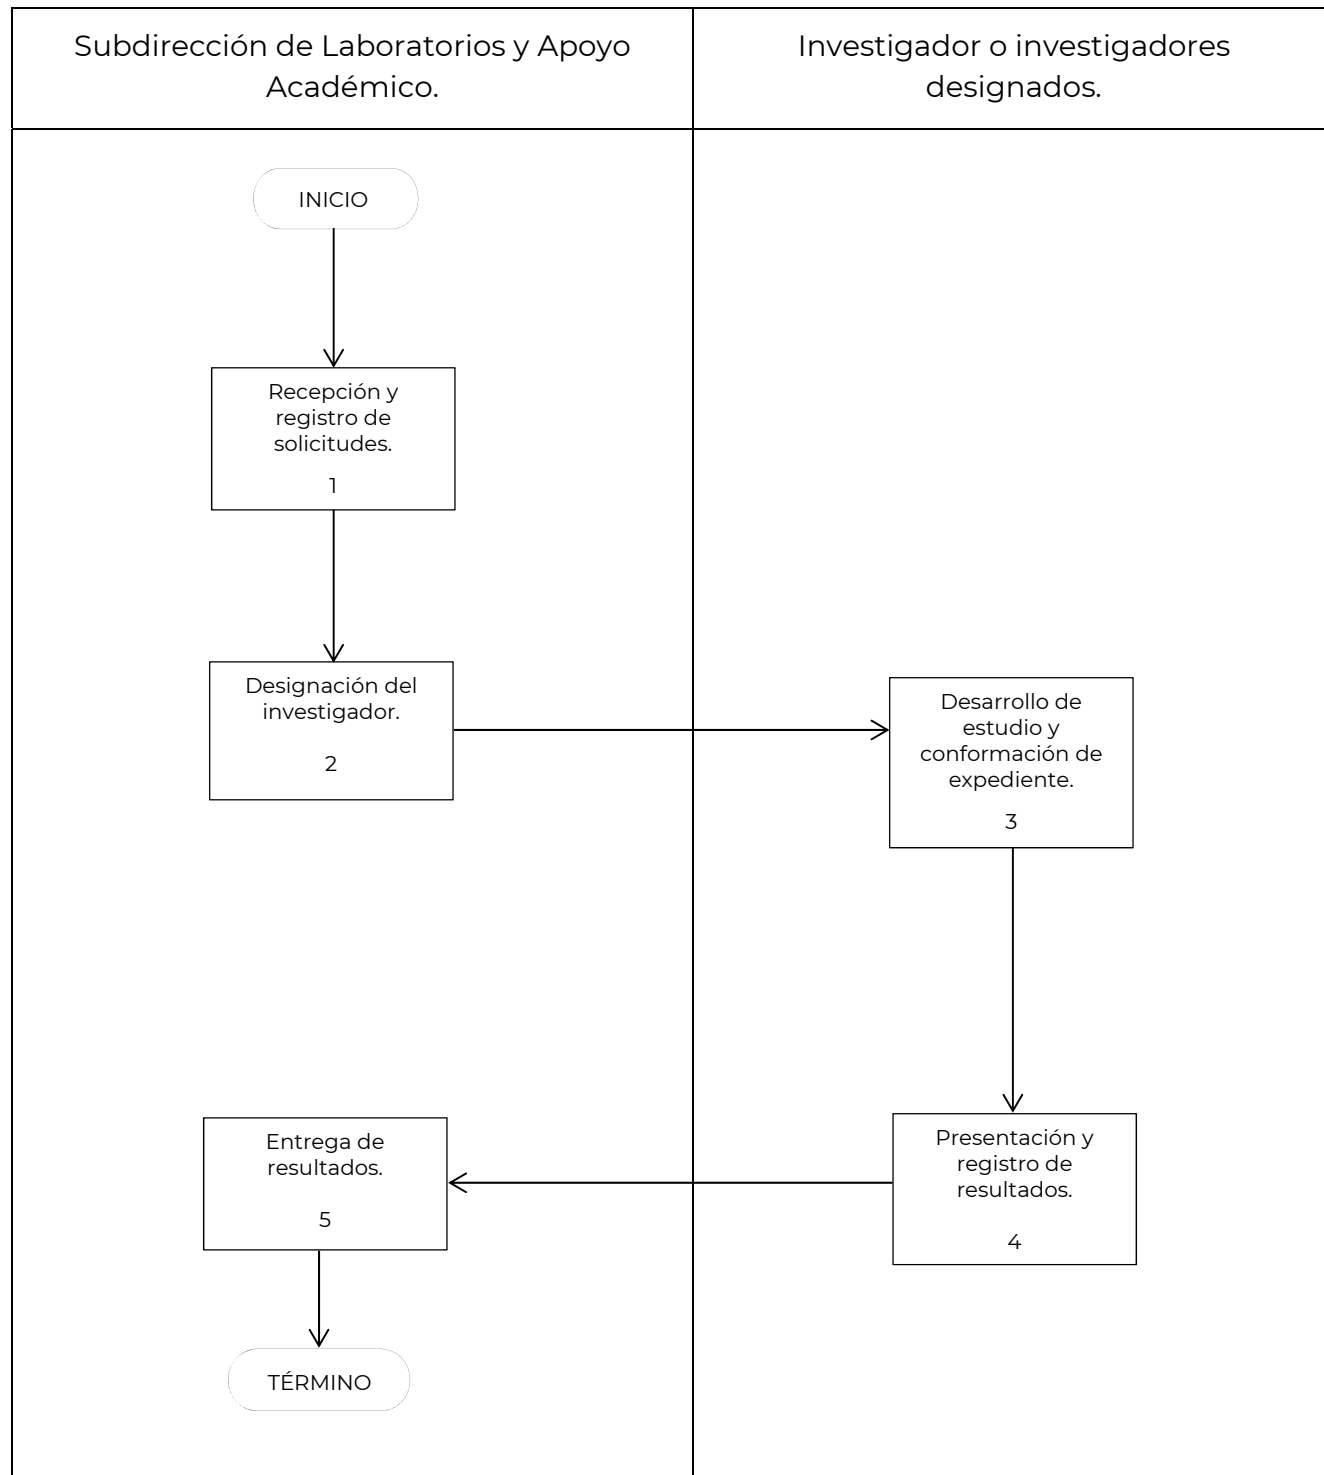 Subdirección de Laboratorios y Apoyo
Académico.
Investigador o investigadores
designados.
INICIO
Recepción y
registro de
solicitudes.
1
Designación del
investigador.
2
Desarrollo de
estudio y
conformación de
expediente.
3
Presentación y
registro de
resultados.
4
Entrega de
resultados.
5
TÉRMINO